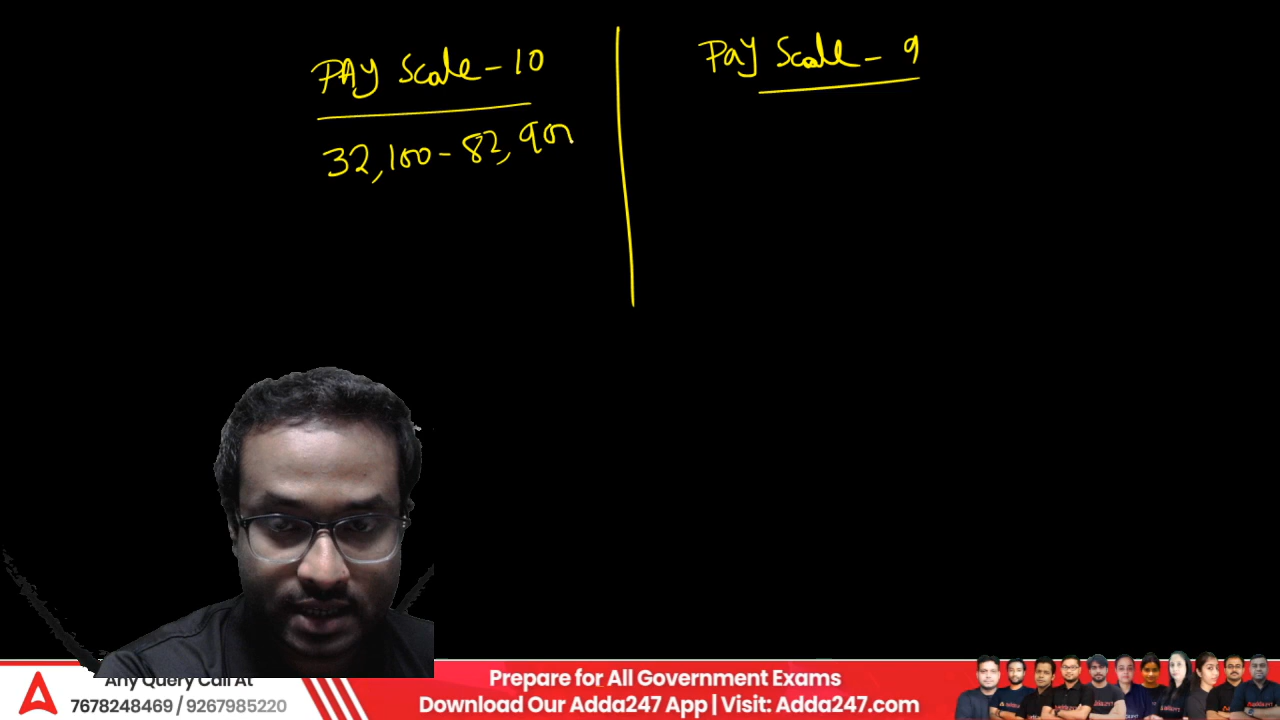 PAY Scale - 10
32,100 - 82,900
Pay Scale - 9
Any Query Call At
7678248469 / 9267985220
Prepare for All Government Exams
Download Our Adda247 App | Visit: Adda247.com